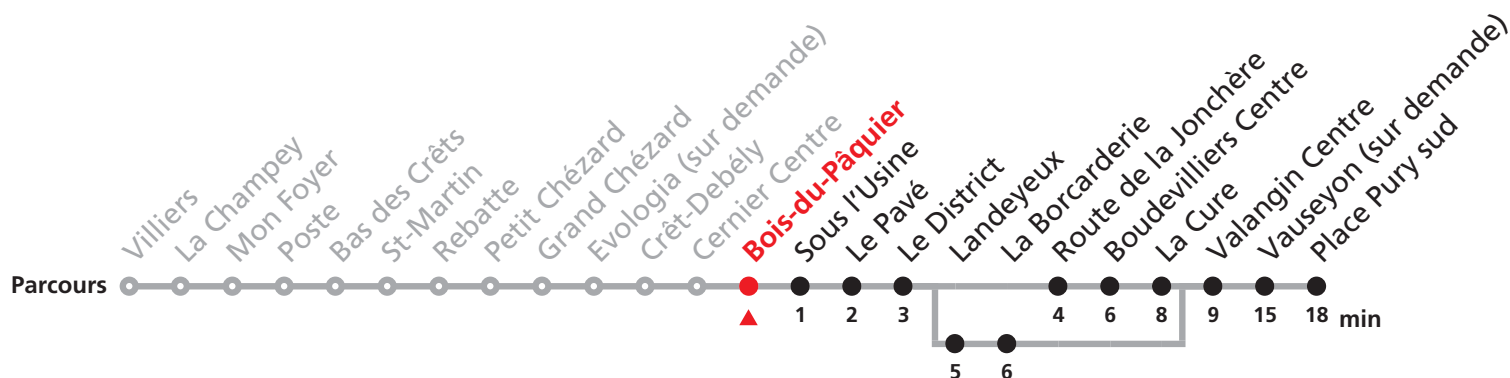 Villiers
La Champey
Mon Foyer
Poste
Bas des Crêts
St-Martin
Rebatte
Petit Chézard
Grand Chézard
Evologia (sur demande)
Crêt-Debély
Cernier Centre
Bois-du-Pâquier
Sous l'Usine
Le Pavé
Le District
Landeyeux
La Borcarderie
Route de la Jonchère
Boudevilliers Centre
La Cure
Valangin Centre
Vauseyon (sur demande)
Place Pury sud
Parcours
1 2 3 4 6 8 9 15 18 min
5 6